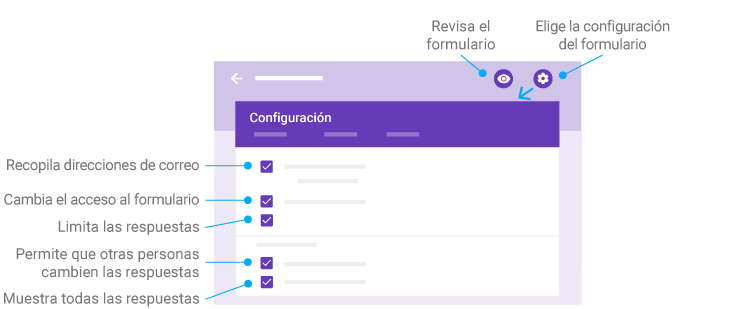 Revisa el
formulario
Elige la configuración
del formulario
Configuración
Recopila direcciones de correo
Cambia el acceso al formulario
Limita las respuestas
Permite que otras personas
cambien las respuestas
Muestra todas las respuestas